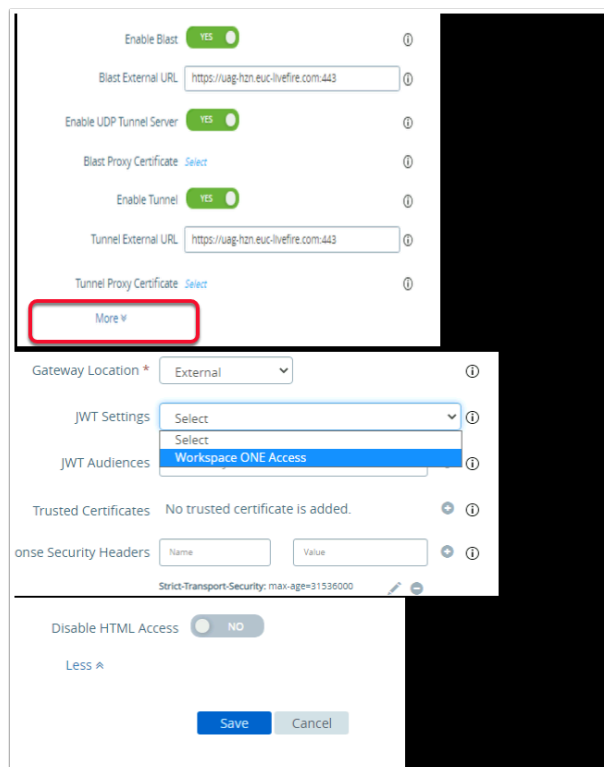 Enable Blast YES
Blast External URL https://uag-hzn.euc-livefire.com:443
Enable UDP Tunnel Server YES
Blast Proxy Certificate Select
Enable Tunnel YES
Tunnel External URL https://uag-hzn.euc-livefire.com:443
Tunnel Proxy Certificate Select
More
Gateway Location * External
JWT Settings Select
Select
Workspace ONE Access
JWT Audiences
Trusted Certificates No trusted certificate is added.
onse Security Headers Name Value
Strict-Transport-Security: max-age=31536000
Disable HTML Access NO
Less
Save Cancel